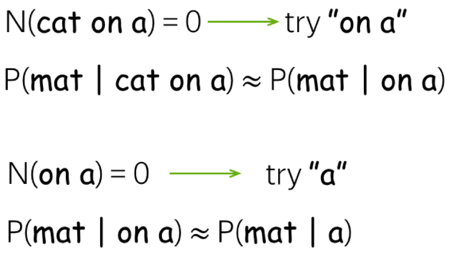 N(cat on a) = 0 → try "on a"
P(mat | cat on a) ≈ P(mat | on a)
N(on a) = 0 → try "a"
P(mat | on a) ≈ P(mat | a)